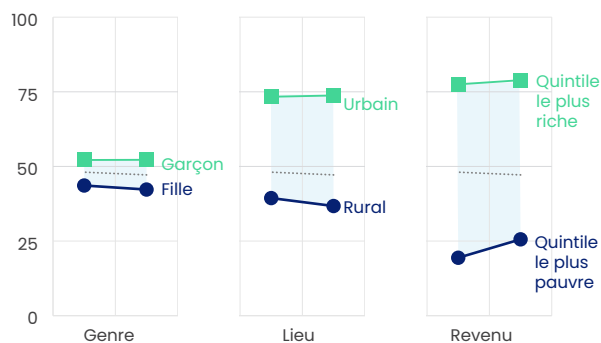 100
75
50
25
0
Garçon
Fille
Genre
Urbain
Rural
Lieu
Quintile
le plus
riche
Quintile
le plus
pauvre
Revenu